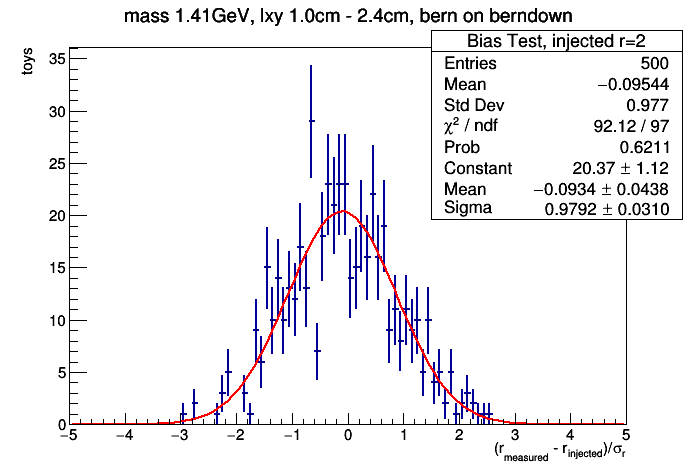 mass 1.41GeV, lxy 1.0cm - 2.4cm, bern on berndown
toys
Bias Test, injected r=2
Entries 500
Mean −0.09544
Std Dev 0.977
χ² / ndf 92.12 / 97
Prob 0.6211
Constant 20.37 ± 1.12
Mean −0.0934 ± 0.0438
Sigma 0.9792 ± 0.0310
35
30
25
20
15
10
5
0
−5 −4 −3 −2 −1 0 1 2 3 4 5
(r_measured - r_injected)/σ_r